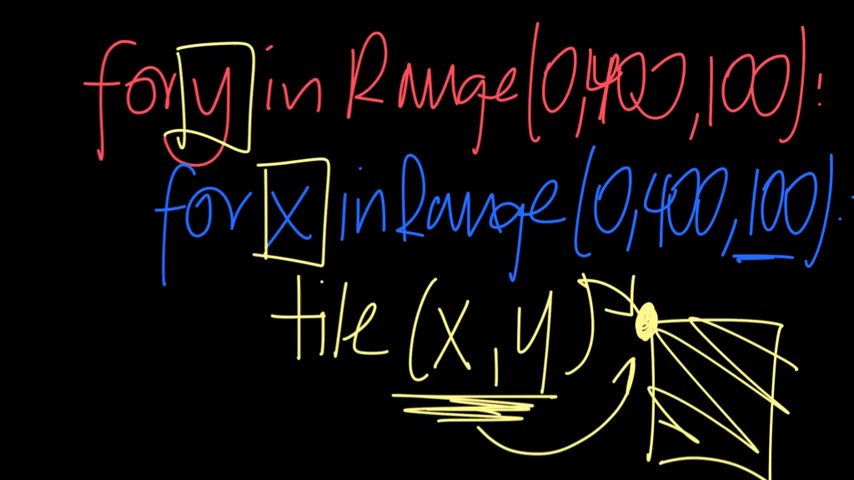 for y in Range(0,400,100):
for x in Range(0,400,100):
tile(x,y)